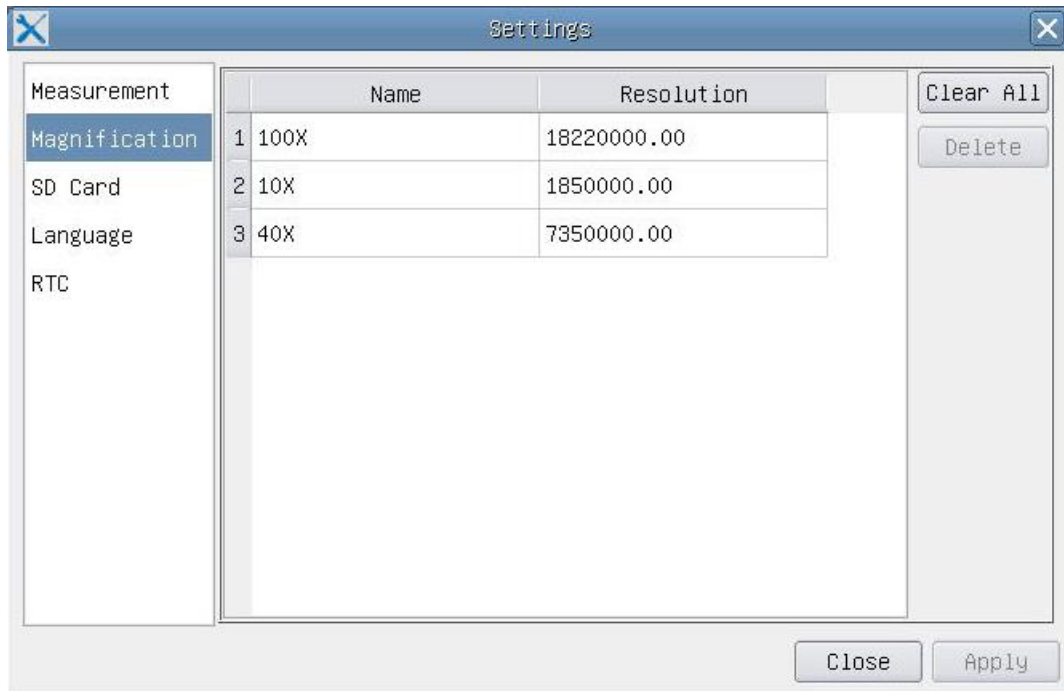 Settings
Measurement
Magnification
SD Card
Language
RTC
Name Resolution
1 100X 18220000.00
2 10X 1850000.00
3 40X 7350000.00
Clear All
Delete
Close Apply